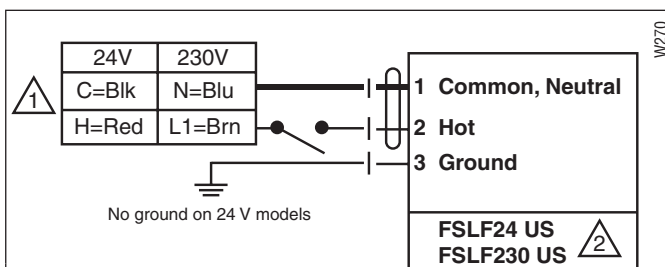 24V 230V
C=Blk N=Blu
H=Red L1=Brn
1
1 Common, Neutral
2 Hot
3 Ground
No ground on 24 V models
FSLF24 US
FSLF230 US
2
W270